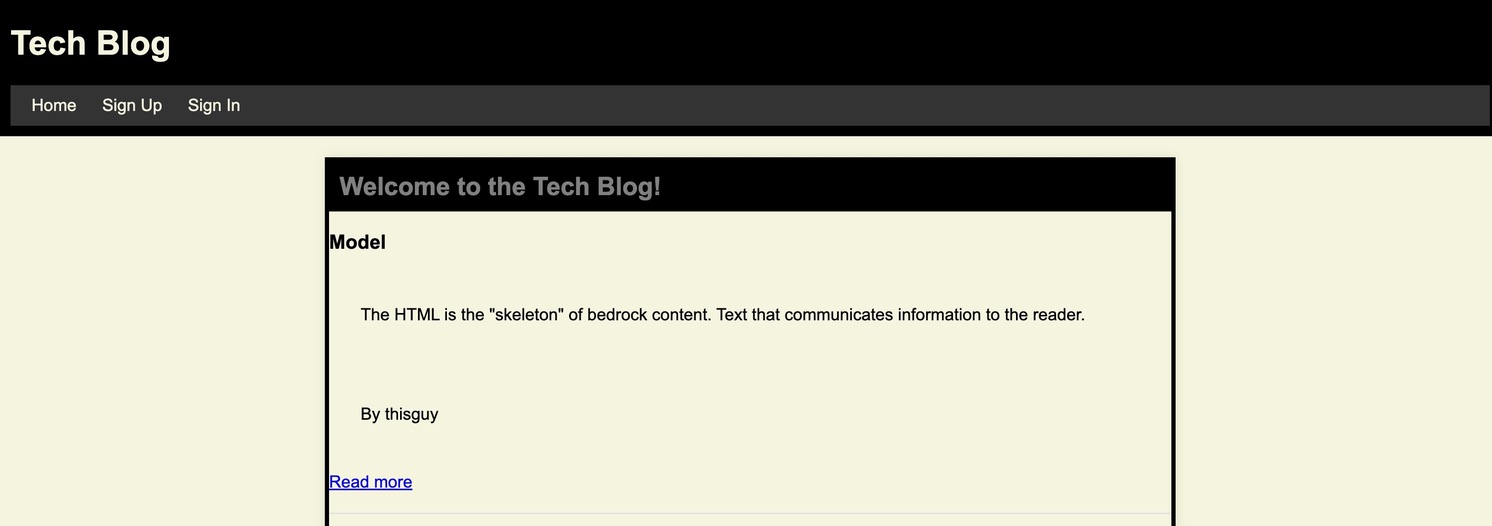 Tech Blog
Home Sign Up Sign In
Welcome to the Tech Blog!
Model
The HTML is the "skeleton" of bedrock content. Text that communicates information to the reader.
By thisguy
Read more